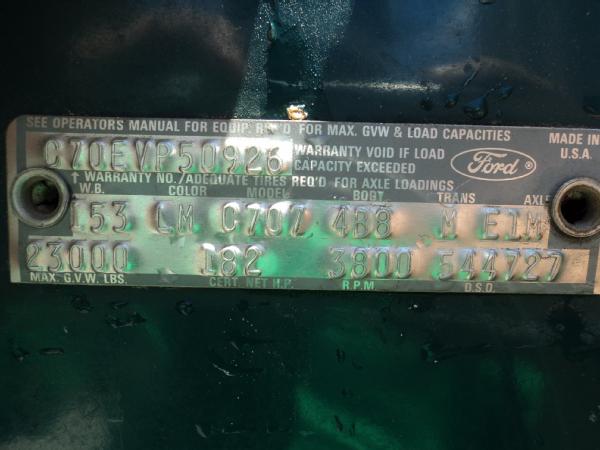 SEE OPERATORS MANUAL FOR EQUIP. R'Q'D FOR MAX. GVW & LOAD CAPACITIES
C70EVP50926 WARRANTY VOID IF LOAD
CAPACITY EXCEEDED
Ford
MADE IN
U.S.A.
↑ WARRANTY NO./ADEQUATE TIRES REQ'D FOR AXLE LOADINGS
W.B. COLOR MODEL BODY TRANS AXLE
153 LM C707 4B8 M E1M
23000 182 3800 544727
MAX. G.V.W. LBS. CERT. NET H.P. R.P.M. D.S.O.